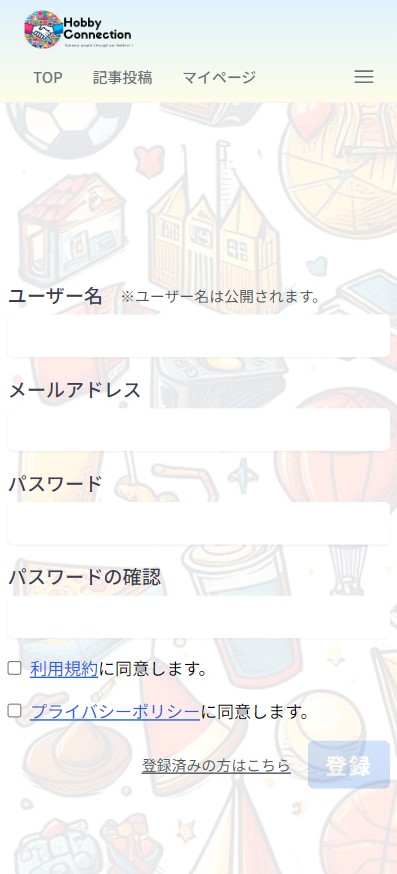 Hobby
Connection
Connect people through our hobbies !
TOP 記事投稿 マイページ
ユーザー名 ※ユーザー名は公開されます。
メールアドレス
パスワード
パスワードの確認
利用規約に同意します。
プライバシーポリシーに同意します。
登録済みの方はこちら 登録